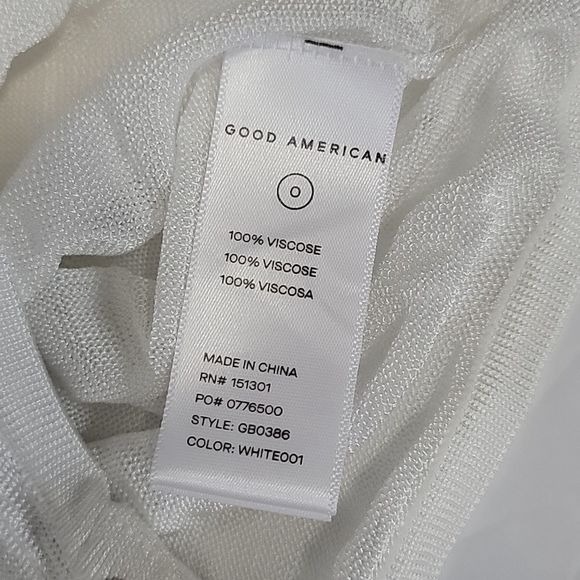 GOOD AMERICAN
0
100% VISCOSE
100% VISCOSE
100% VISCOSA
MADE IN CHINA
RN# 151301
PO# 0776500
STYLE: GB0386
COLOR: WHITE001